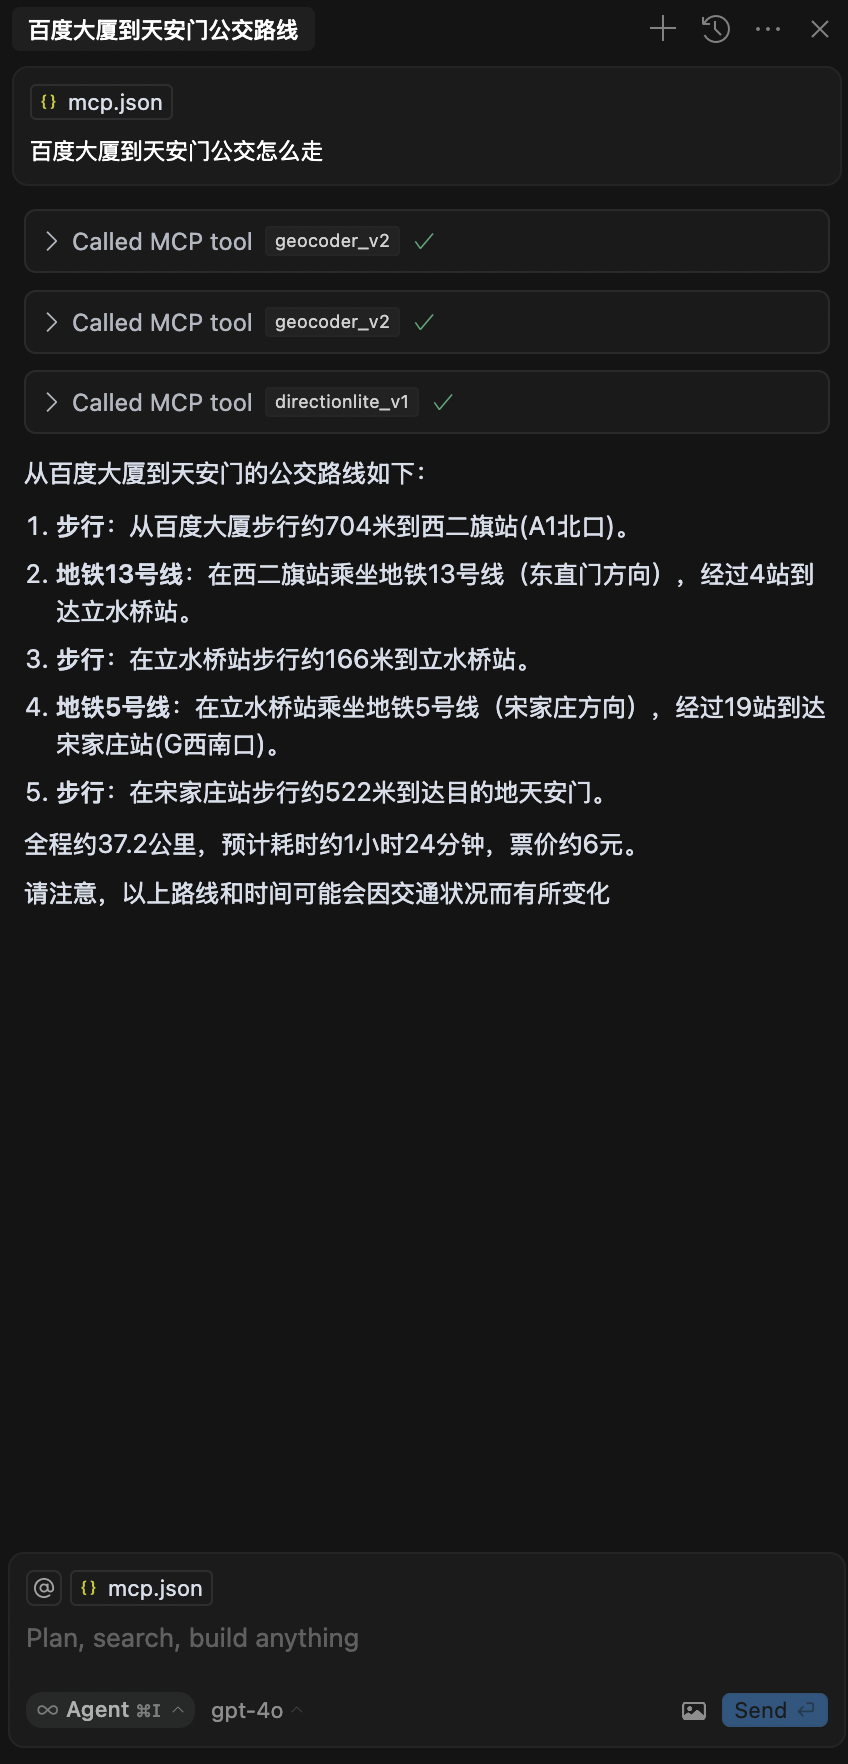 百度大厦到天安门公交路线
{} mcp.json
百度大厦到天安门公交怎么走
Called MCP tool geocoder_v2
Called MCP tool geocoder_v2
Called MCP tool directionlite_v1
从百度大厦到天安门的公交路线如下：
1. 步行：从百度大厦步行约704米到西二旗站(A1北口)。
2. 地铁13号线：在西二旗站乘坐地铁13号线（东直门方向），经过4站到
达立水桥站。
3. 步行：在立水桥站步行约166米到立水桥站。
4. 地铁5号线：在立水桥站乘坐地铁5号线（宋家庄方向），经过19站到达
宋家庄站(G西南口)。
5. 步行：在宋家庄站步行约522米到达目的地天安门。
全程约37.2公里，预计耗时约1小时24分钟，票价约6元。
请注意，以上路线和时间可能会因交通状况而有所变化
@ {} mcp.json
Plan, search, build anything
∞ Agent ⌘I gpt-4o Send